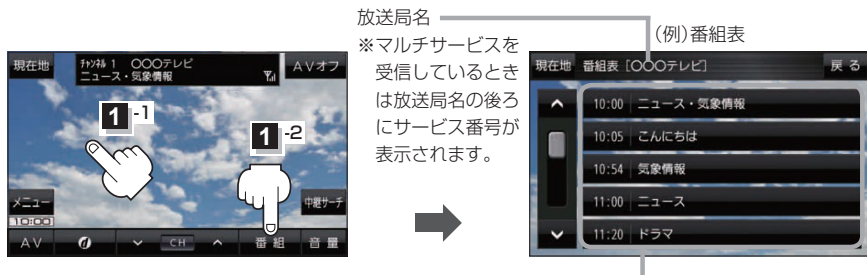 放送局名
※マルチサービスを
受信しているとき
は放送局名の後ろ
にサービス番号が
表示されます。
(例)番組表
現在地
ﾁｬﾝﾈﾙ 1 〇〇〇テレビ
ニュース・気象情報
AVオフ
1 -1
1 -2
メニュー
10:00
中継サーチ
AV
CH
番組
音量
現在地 番組表［〇〇〇テレビ］ 戻る
10:00 ニュース・気象情報
10:05 こんにちは
10:54 気象情報
11:00 ニュース
11:20 ドラマ